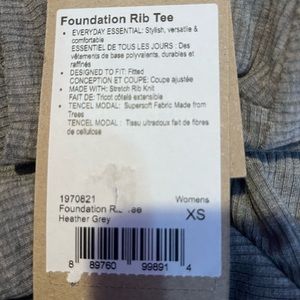 Foundation Rib Tee
• EVERYDAY ESSENTIAL: Stylish, versatile &
comfortable
ESSENTIEL DE TOUS LES JOURS : Des
vêtements de base polyvalents, durables et
raffinés
• DESIGNED TO FIT: Fitted
CONCEPTION ET COUPE: Coupe ajustée
• MADE WITH: Stretch Rib Knit
FAIT DE: Tricot côtelé extensible
• TENCEL MODAL: Supersoft Fabric Made from
Trees
TENCEL MODAL : Tissu ultradoux fait de fibres
de cellulose
1970821
Womens
Foundation Rib Tee
XS
Heather Grey
8 89760 99891 4